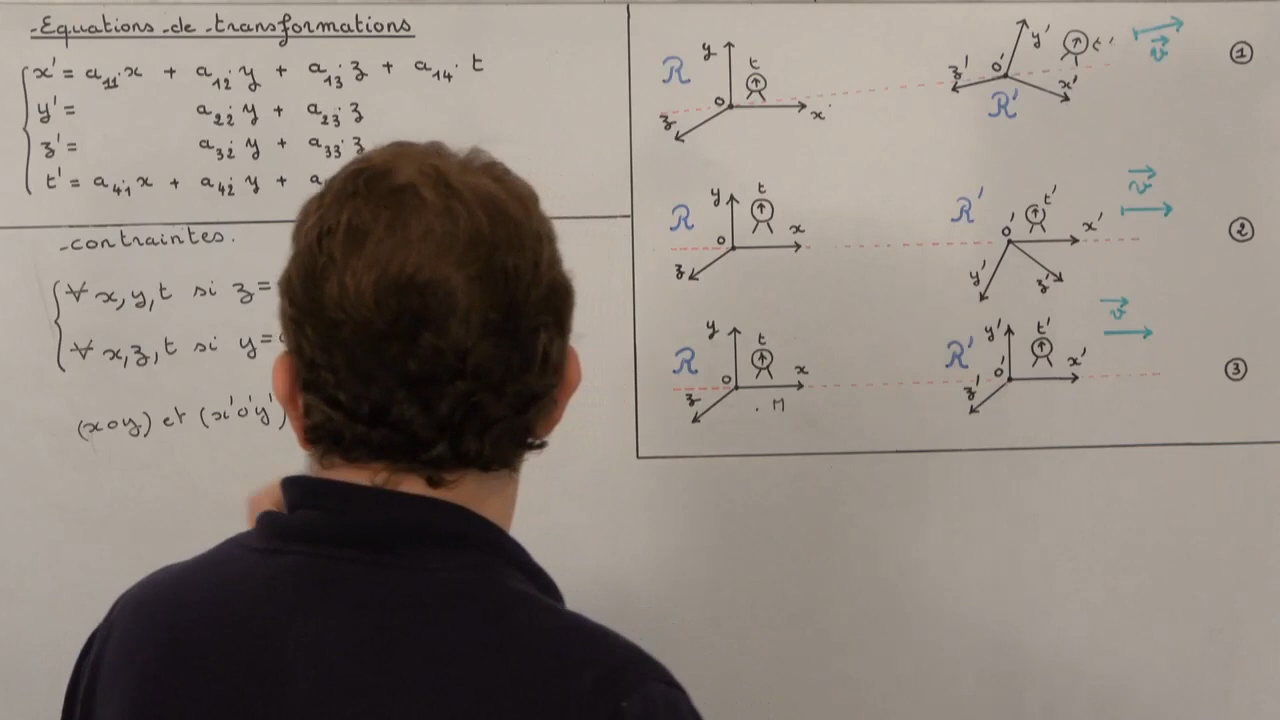 Equations de transformations
x' = a₁₁.x + a₁₂.y + a₁₃.z + a₁₄.t
y' = a₂₂.y + a₂₃.z
z' = a₃₂.y + a₃₃.z
t' = a₄₁.x + a₄₂.y + a
contraintes.
∀ x,y,t si z=
∀ x,z,t si y=
(xoy) et (x'o'y')
R y o z x t
R' z' o' y' x' t' v ①
R y o z x t
R' o' y' z' x' t' v ②
R y o z x t . M
R' y' o' z' x' t' v ③